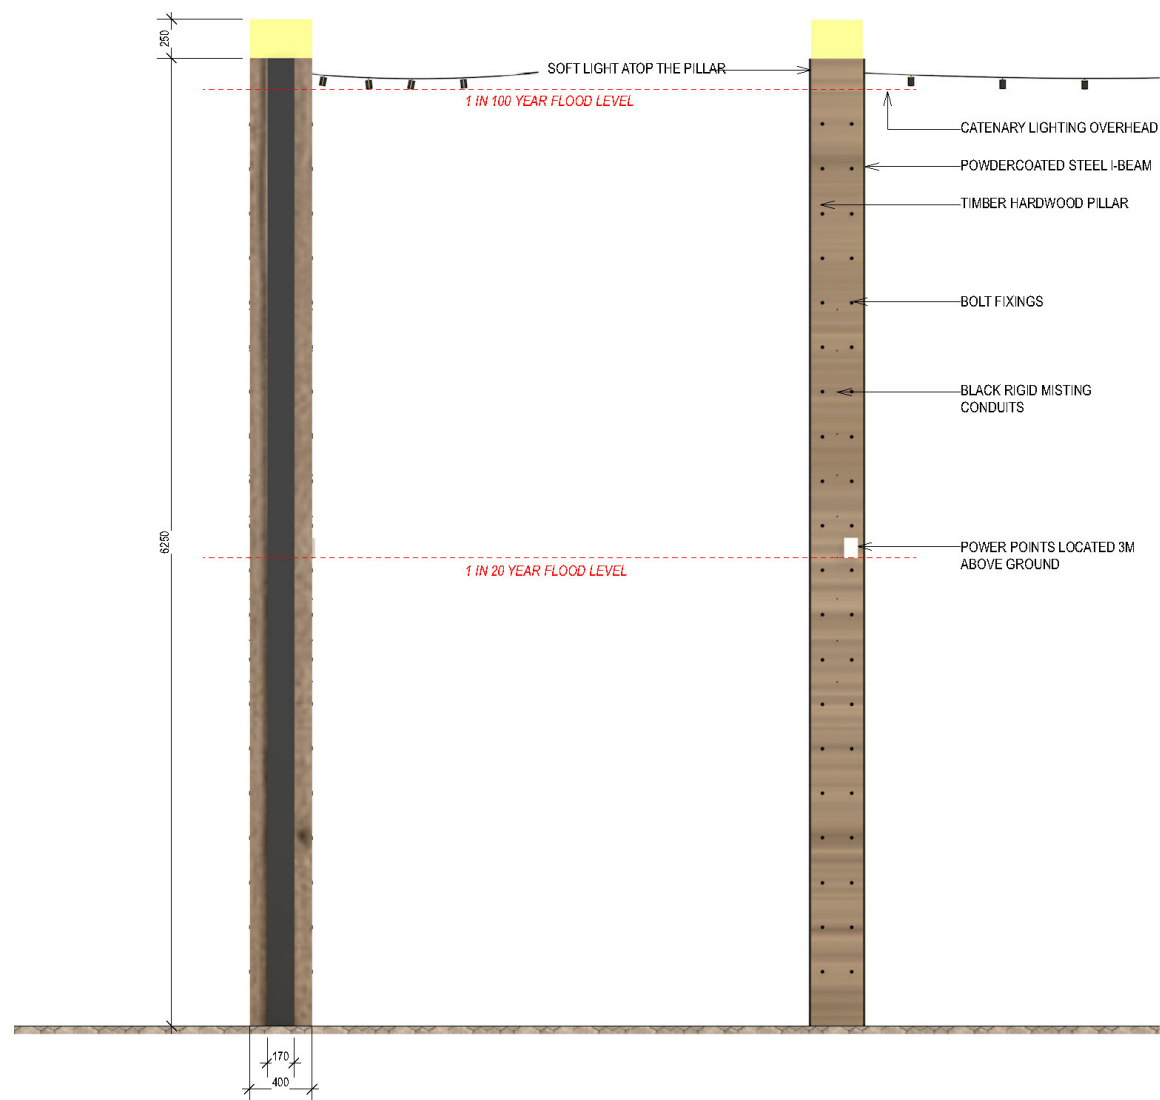 250
SOFT LIGHT ATOP THE PILLAR
1 IN 100 YEAR FLOOD LEVEL
CATENARY LIGHTING OVERHEAD
POWDERCOATED STEEL I-BEAM
TIMBER HARDWOOD PILLAR
BOLT FIXINGS
BLACK RIGID MISTING
CONDUITS
6250
POWER POINTS LOCATED 3M
ABOVE GROUND
1 IN 20 YEAR FLOOD LEVEL
170
400